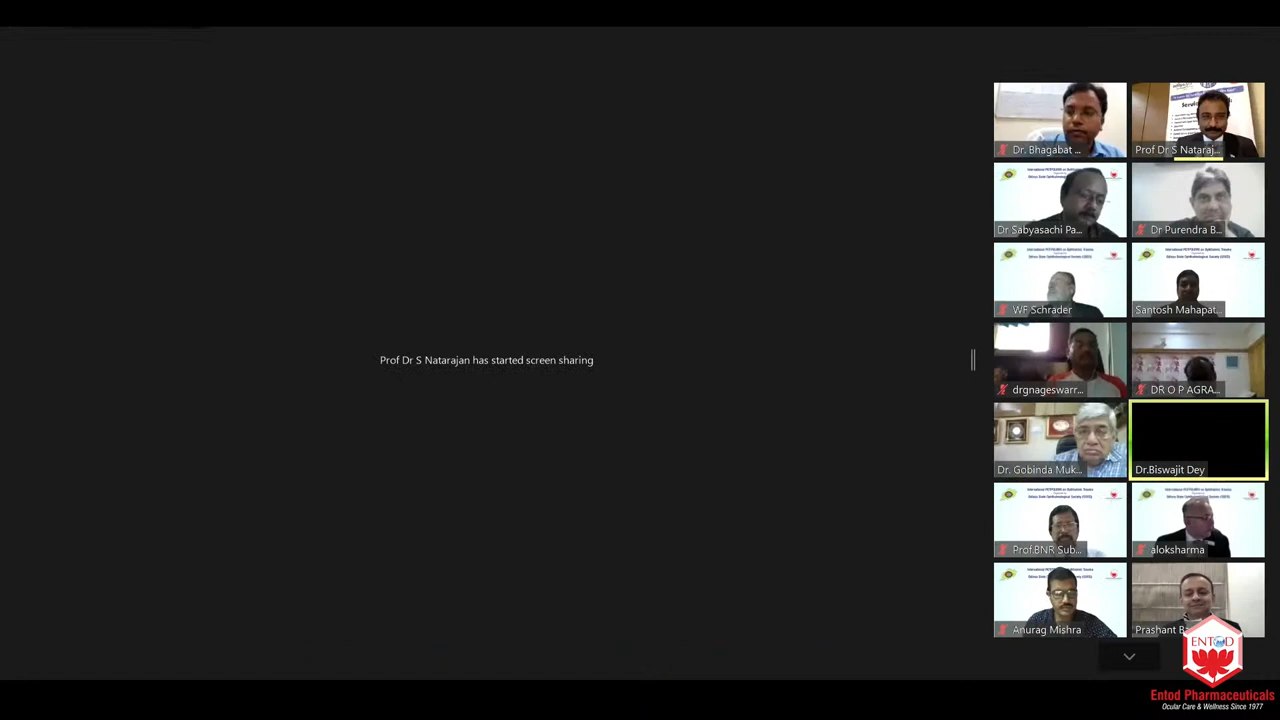 Prof Dr S Natarajan has started screen sharing
Dr. Bhagabat ...
Prof Dr S Nataraj...
Dr Sabyasachi Pa...
Dr Purendra B...
WF Schrader
Santosh Mahapat...
drgnageswarr...
DR O P AGRA...
Dr. Gobinda Muk...
Dr.Biswajit Dey
Prof.BNR Sub...
aloksharma
Anurag Mishra
Prashant
ENTOD
Entod Pharmaceuticals
Ocular Care & Wellness Since 1977